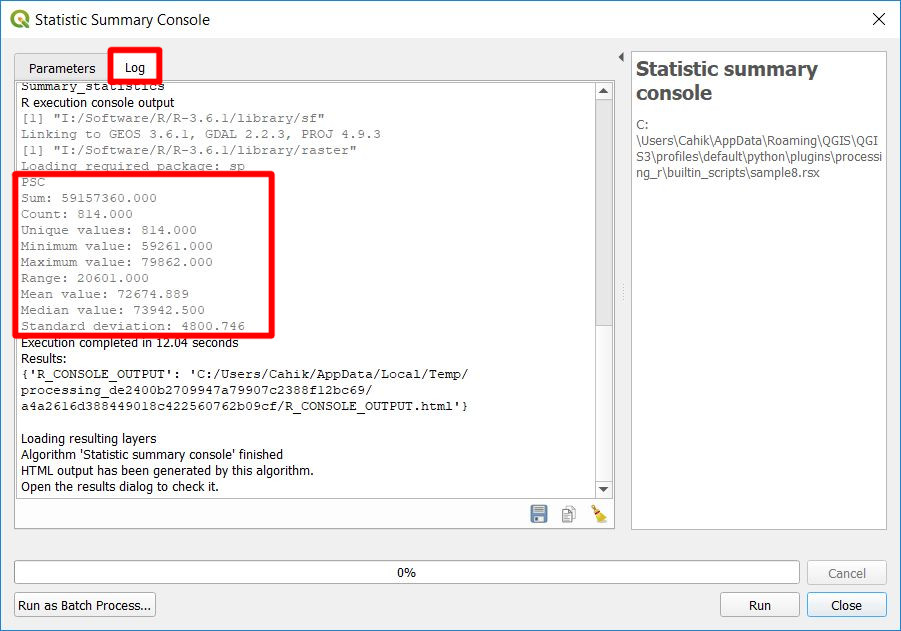 Statistic Summary Console
Parameters
Log
Summary_statistics
R execution console output
[1] "I:/Software/R/R-3.6.1/library/sf"
Linking to GEOS 3.6.1, GDAL 2.2.3, PROJ 4.9.3
[1] "I:/Software/R/R-3.6.1/library/raster"
Loading required package: sp
PSC
Sum: 59157360.000
Count: 814.000
Unique values: 814.000
Minimum value: 59261.000
Maximum value: 79862.000
Range: 20601.000
Mean value: 72674.889
Median value: 73942.500
Standard deviation: 4800.746
Execution completed in 12.04 seconds
Results:
{'R_CONSOLE_OUTPUT': 'C:/Users/Cahik/AppData/Local/Temp/
processing_de2400b2709947a79907c2388f12bc69/
a4a2616d388449018c422560762b09cf/R_CONSOLE_OUTPUT.html'}
Loading resulting layers
Algorithm 'Statistic summary console' finished
HTML output has been generated by this algorithm.
Open the results dialog to check it.
Statistic summary
console
C:
\Users\Cahik\AppData\Roaming\QGIS\QGI
S3\profiles\default\python\plugins\processi
ng_r\builtin_scripts\sample8.rsx
0%
Cancel
Run as Batch Process...
Run
Close